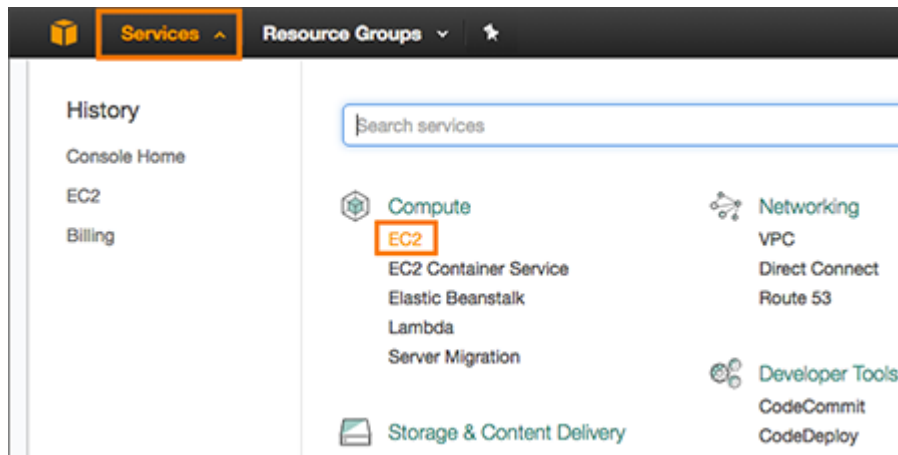 Services
Resource Groups
History
Console Home
EC2
Billing
Search services
Compute
EC2
EC2 Container Service
Elastic Beanstalk
Lambda
Server Migration
Storage & Content Delivery
Networking
VPC
Direct Connect
Route 53
Developer Tools
CodeCommit
CodeDeploy